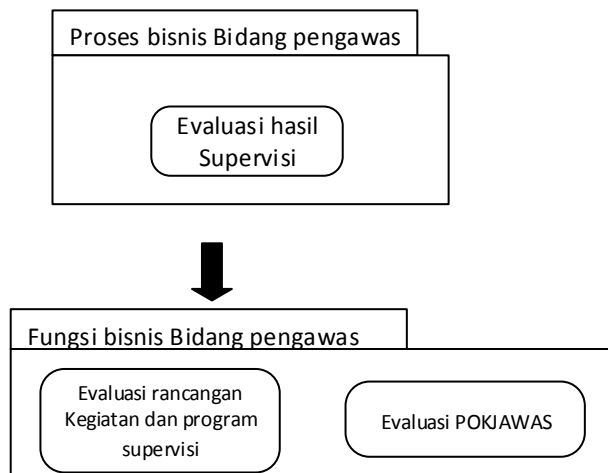 Proses bisnis Bidang pengawas
Evaluasi hasil
Supervisi
Fungsi bisnis Bidang pengawas
Evaluasi rancangan
Kegiatan dan program
supervisi
Evaluasi POKJAWAS